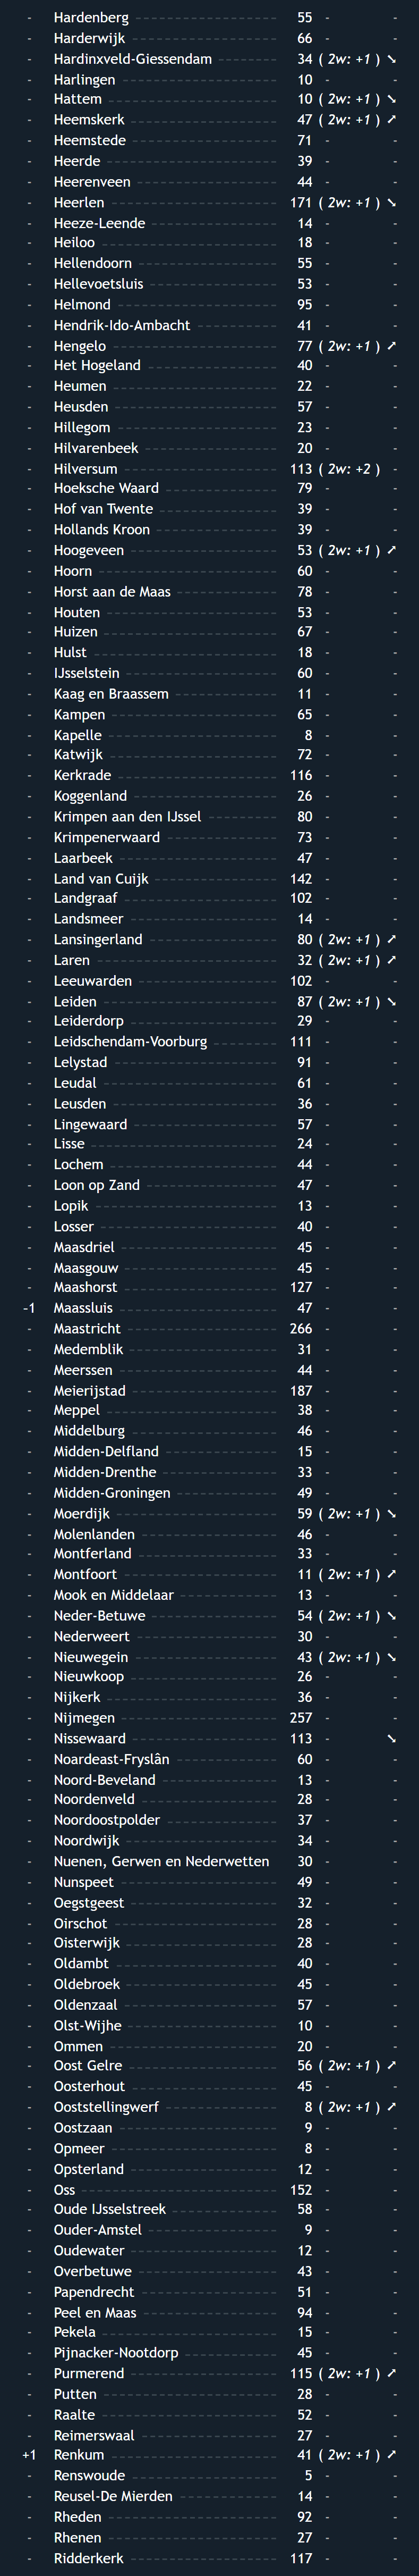 - Hardenberg 55 - -
- Harderwijk 66 - -
- Hardinxveld-Giessendam 34 ( 2w: +1 ) ➘
- Harlingen 10 - -
- Hattem 10 ( 2w: +1 ) ➘
- Heemskerk 47 ( 2w: +1 ) ➚
- Heemstede 71 - -
- Heerde 39 - -
- Heerenveen 44 - -
- Heerlen 171 ( 2w: +1 ) ➘
- Heeze-Leende 14 - -
- Heiloo 18 - -
- Hellendoorn 55 - -
- Hellevoetsluis 53 - -
- Helmond 95 - -
- Hendrik-Ido-Ambacht 41 - -
- Hengelo 77 ( 2w: +1 ) ➚
- Het Hogeland 40 - -
- Heumen 22 - -
- Heusden 57 - -
- Hillegom 23 - -
- Hilvarenbeek 20 - -
- Hilversum 113 ( 2w: +2 ) -
- Hoeksche Waard 79 - -
- Hof van Twente 39 - -
- Hollands Kroon 39 - -
- Hoogeveen 53 ( 2w: +1 ) ➚
- Hoorn 60 - -
- Horst aan de Maas 78 - -
- Houten 53 - -
- Huizen 67 - -
- Hulst 18 - -
- IJsselstein 60 - -
- Kaag en Braassem 11 - -
- Kampen 65 - -
- Kapelle 8 - -
- Katwijk 72 - -
- Kerkrade 116 - -
- Koggenland 26 - -
- Krimpen aan den IJssel 80 - -
- Krimpenerwaard 73 - -
- Laarbeek 47 - -
- Land van Cuijk 142 - -
- Landgraaf 102 - -
- Landsmeer 14 - -
- Lansingerland 80 ( 2w: +1 ) ➚
- Laren 32 ( 2w: +1 ) ➚
- Leeuwarden 102 - -
- Leiden 87 ( 2w: +1 ) ➘
- Leiderdorp 29 - -
- Leidschendam-Voorburg 111 - -
- Lelystad 91 - -
- Leudal 61 - -
- Leusden 36 - -
- Lingewaard 57 - -
- Lisse 24 - -
- Lochem 44 - -
- Loon op Zand 47 - -
- Lopik 13 - -
- Losser 40 - -
- Maasdriel 45 - -
- Maasgouw 45 - -
- Maashorst 127 - -
-1 Maassluis 47 - -
- Maastricht 266 - -
- Medemblik 31 - -
- Meerssen 44 - -
- Meierijstad 187 - -
- Meppel 38 - -
- Middelburg 46 - -
- Midden-Delfland 15 - -
- Midden-Drenthe 33 - -
- Midden-Groningen 49 - -
- Moerdijk 59 ( 2w: +1 ) ➘
- Molenlanden 46 - -
- Montferland 33 - -
- Montfoort 11 ( 2w: +1 ) ➚
- Mook en Middelaar 13 - -
- Neder-Betuwe 54 ( 2w: +1 ) ➘
- Nederweert 30 - -
- Nieuwegein 43 ( 2w: +1 ) ➘
- Nieuwkoop 26 - -
- Nijkerk 36 - -
- Nijmegen 257 - -
- Nissewaard 113 ➘
- Noardeast-Fryslân 60 - -
- Noord-Beveland 13 - -
- Noordenveld 28 - -
- Noordoostpolder 37 - -
- Noordwijk 34 - -
- Nuenen, Gerwen en Nederwetten 30 - -
- Nunspeet 49 - -
- Oegstgeest 32 - -
- Oirschot 28 - -
- Oisterwijk 28 - -
- Oldambt 40 - -
- Oldebroek 45 - -
- Oldenzaal 57 - -
- Olst-Wijhe 10 - -
- Ommen 20 - -
- Oost Gelre 56 ( 2w: +1 ) ➚
- Oosterhout 45 - -
- Ooststellingwerf 8 ( 2w: +1 ) ➚
- Oostzaan 9 - -
- Opmeer 8 - -
- Opsterland 12 - -
- Oss 152 - -
- Oude IJsselstreek 58 - -
- Ouder-Amstel 9 - -
- Oudewater 12 - -
- Overbetuwe 43 - -
- Papendrecht 51 - -
- Peel en Maas 94 - -
- Pekela 15 - -
- Pijnacker-Nootdorp 45 - -
- Purmerend 115 ( 2w: +1 ) ➚
- Putten 28 - -
- Raalte 52 - -
- Reimerswaal 27 - -
+1 Renkum 41 ( 2w: +1 ) ➚
- Renswoude 5 - -
- Reusel-De Mierden 14 - -
- Rheden 92 - -
- Rhenen 27 - -
- Ridderkerk 117 - -